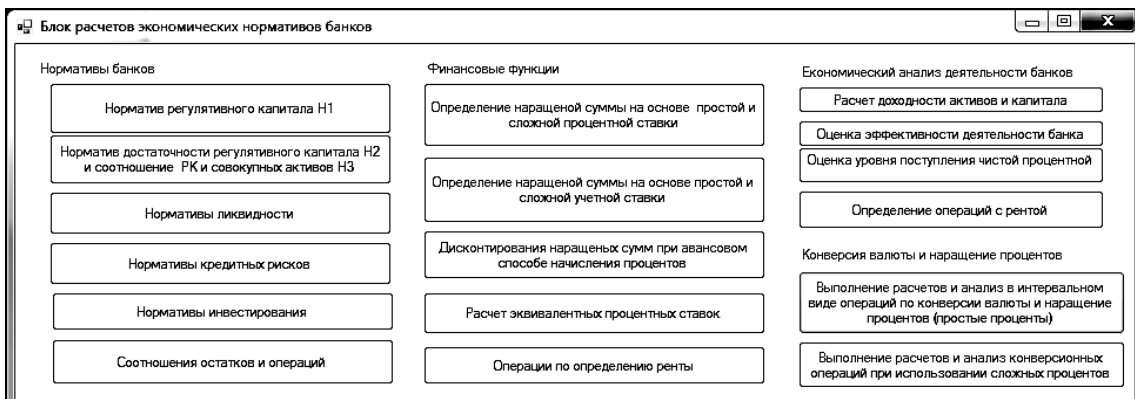 Блок расчетов экономических нормативов банков
Нормативы банков
Норматив регулятивного капитала Н1
Норматив достаточности регулятивного капитала Н2
и соотношение РК и совокупных активов Н3
Нормативы ликвидности
Нормативы кредитных рисков
Нормативы инвестирования
Соотношения остатков и операций
Финансовые функции
Определение наращеной суммы на основе простой и
сложной процентной ставки
Определение наращеной суммы на основе простой и
сложной учетной ставки
Дисконтирования наращеных сумм при авансовом
способе начисления процентов
Расчет эквивалентных процентных ставок
Операции по определению ренты
Економический анализ деятельности банков
Расчет доходности активов и капитала
Оценка эффективности деятельности банка
Оценка уровня поступления чистой процентной
Определение операций с рентой
Конверсия валюты и наращение процентов
Выполнение расчетов и анализ в интервальном
виде операций по конверсии валюты и наращение
процентов (простые проценты)
Выполнение расчетов и анализ конверсионных
операций при использовании сложных процентов